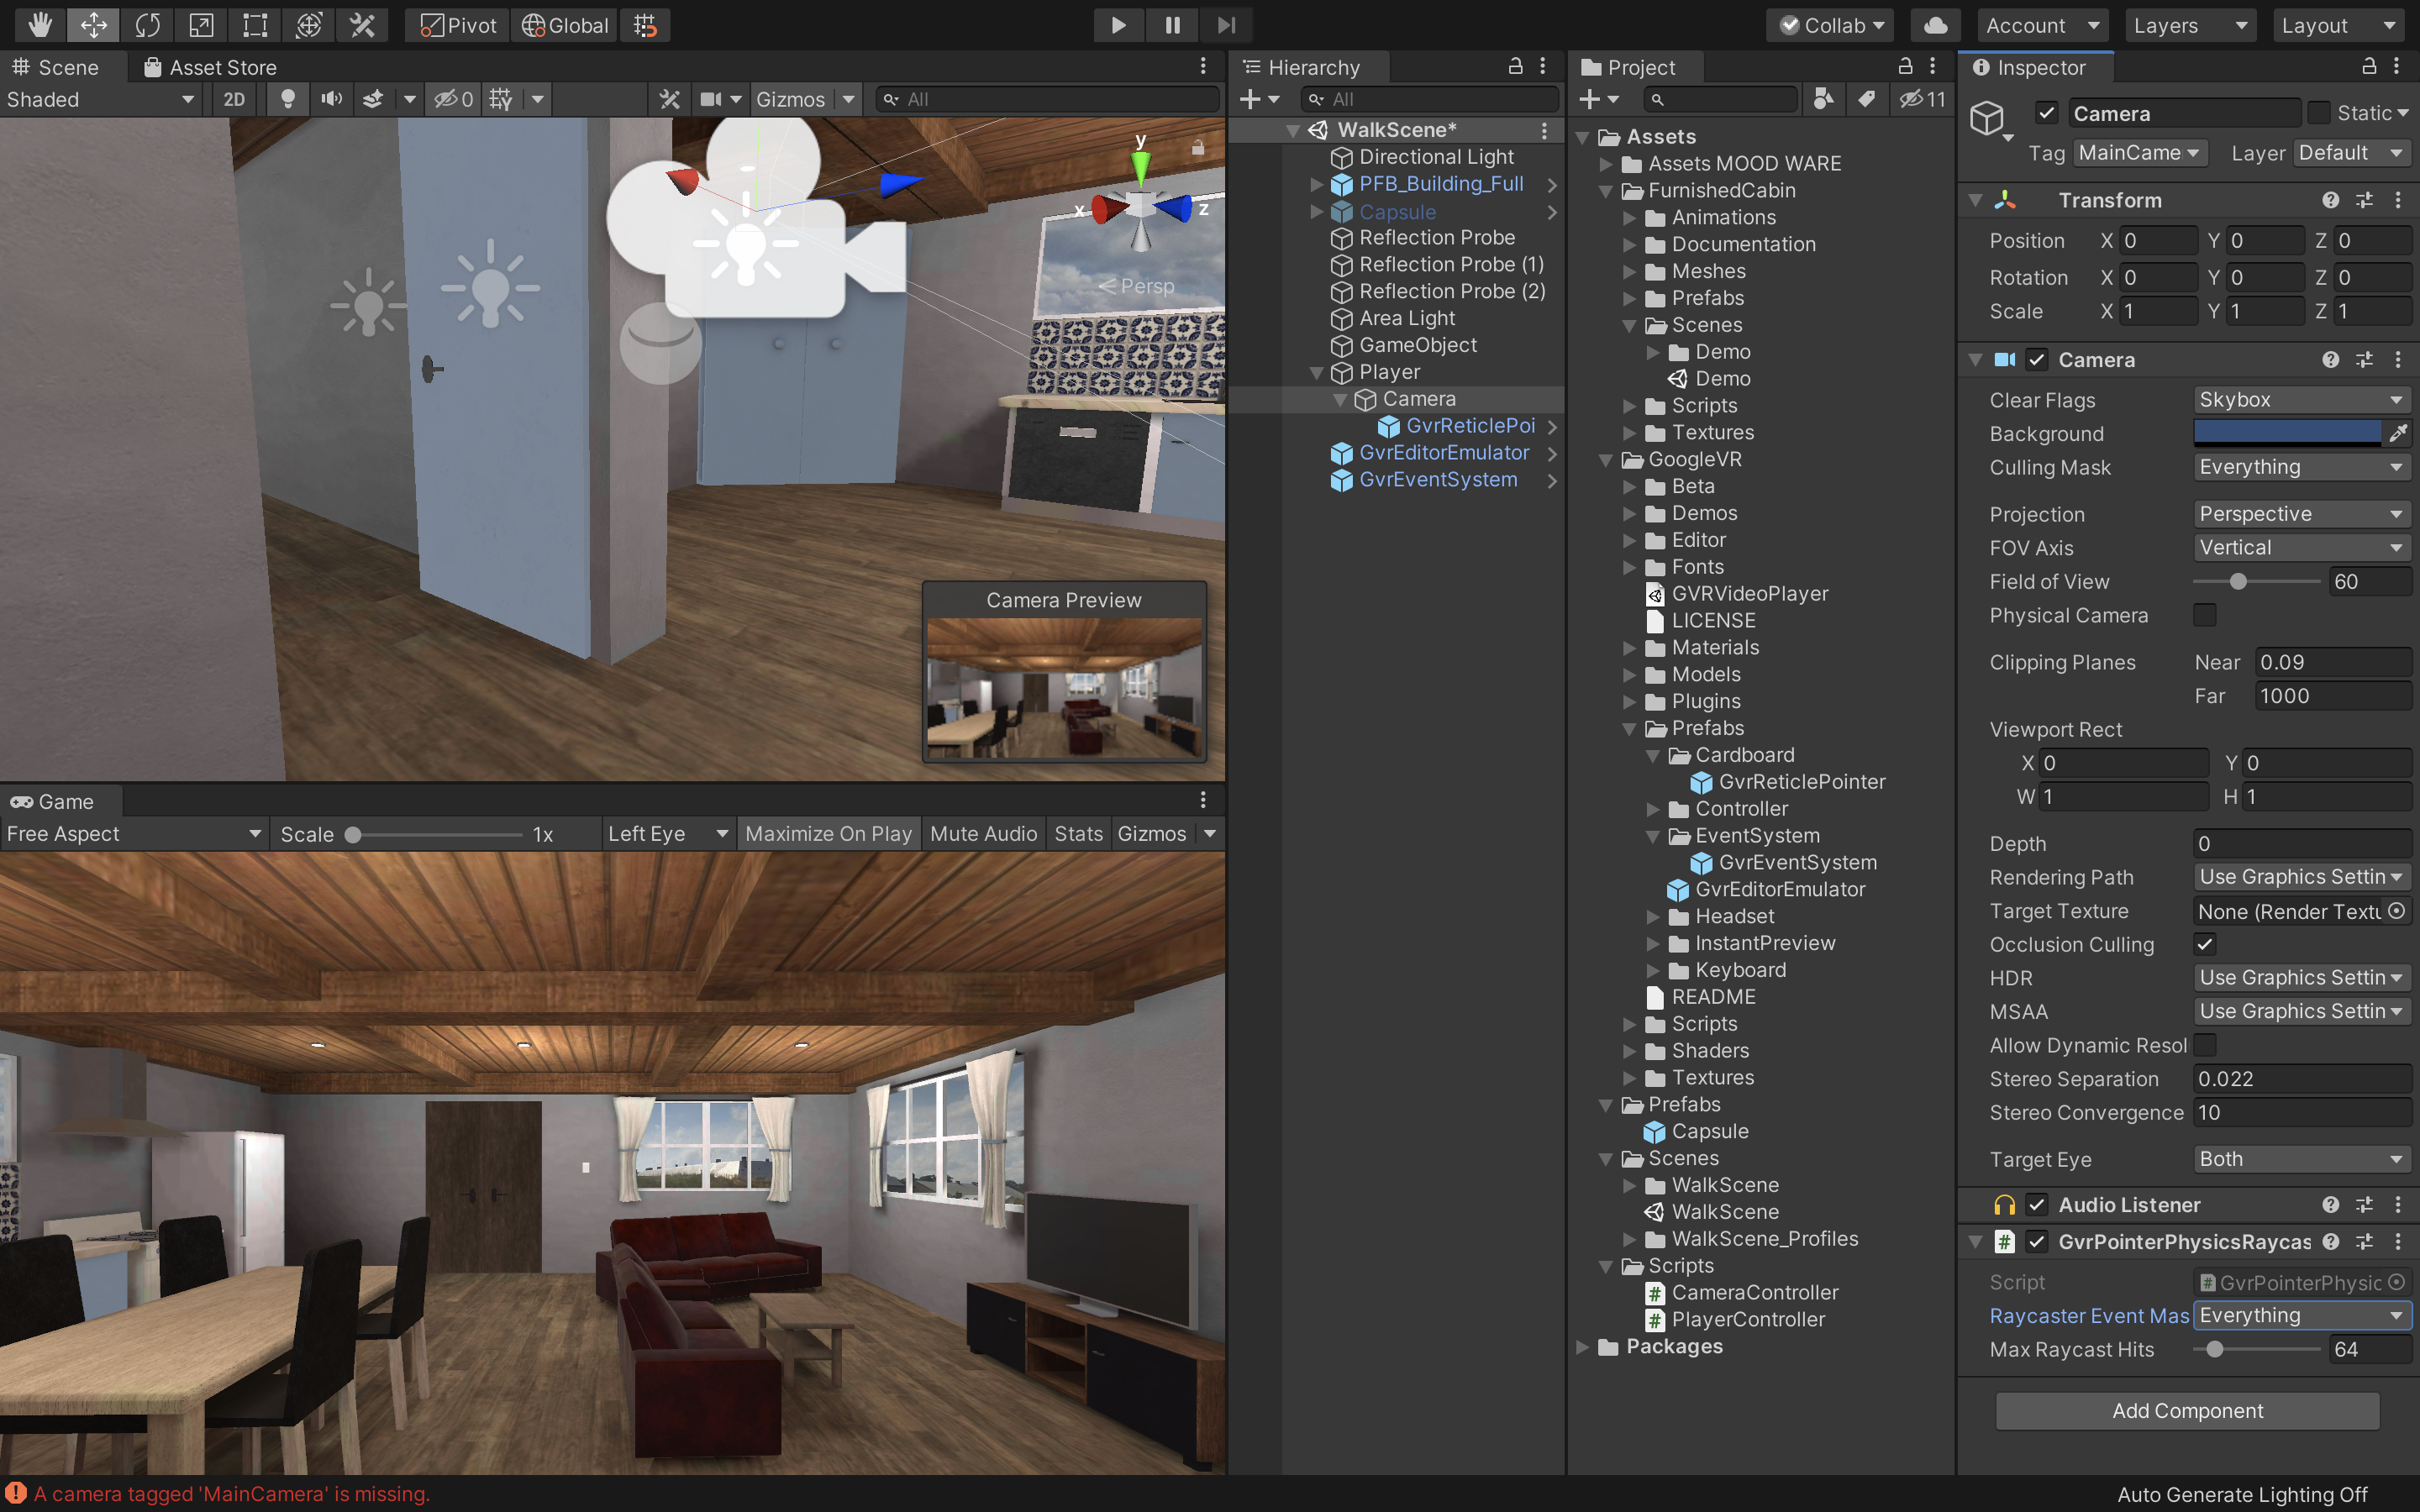 Pivot Global Collab Account Layers Layout
Scene Asset Store
Shaded 2D 0 Gizmos All
y
x z
Persp
Camera Preview
Game
Free Aspect Scale 1x Left Eye Maximize On Play Mute Audio Stats Gizmos
Hierarchy
All
WalkScene*
Directional Light
PFB_Building_Full
Capsule
Reflection Probe
Reflection Probe (1)
Reflection Probe (2)
Area Light
GameObject
Player
Camera
GvrReticlePoi
GvrEditorEmulator
GvrEventSystem
Project
11
Assets
Assets MOOD WARE
FurnishedCabin
Animations
Documentation
Meshes
Prefabs
Scenes
Demo
Demo
Scripts
Textures
GoogleVR
Beta
Demos
Editor
Fonts
GVRVideoPlayer
LICENSE
Materials
Models
Plugins
Prefabs
Cardboard
GvrReticlePointer
Controller
EventSystem
GvrEventSystem
GvrEditorEmulator
Headset
InstantPreview
Keyboard
README
Scripts
Shaders
Textures
Prefabs
Capsule
Scenes
WalkScene
WalkScene
WalkScene_Profiles
Scripts
CameraController
PlayerController
Packages
Inspector
Camera Static
Tag MainCame Layer Default
Transform
Position X 0 Y 0 Z 0
Rotation X 0 Y 0 Z 0
Scale X 1 Y 1 Z 1
Camera
Clear Flags Skybox
Background
Culling Mask Everything
Projection Perspective
FOV Axis Vertical
Field of View 60
Physical Camera
Clipping Planes Near 0.09
Far 1000
Viewport Rect
X 0 Y 0
W 1 H 1
Depth 0
Rendering Path Use Graphics Settin
Target Texture None (Render Textu
Occlusion Culling
HDR Use Graphics Settin
MSAA Use Graphics Settin
Allow Dynamic Resol
Stereo Separation 0.022
Stereo Convergence 10
Target Eye Both
Audio Listener
# GvrPointerPhysicsRaycas
Script # GvrPointerPhysic
Raycaster Event Mas Everything
Max Raycast Hits 64
Add Component
A camera tagged 'MainCamera' is missing.
Auto Generate Lighting Off